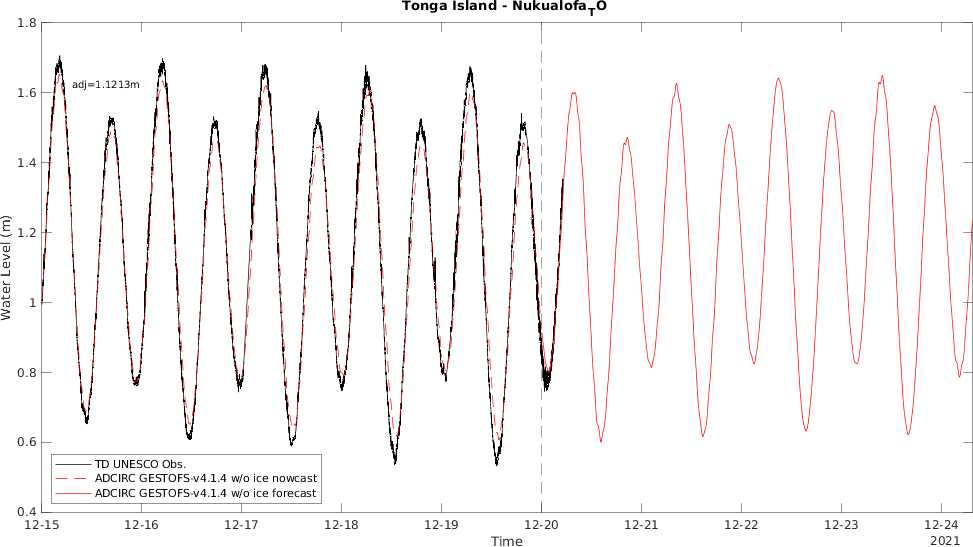 Tonga Island - Nukualofa_TO
adj=1.1213m
Water Level (m)
1.8
1.6
1.4
1.2
1
0.8
0.6
0.4
TD UNESCO Obs.
ADCIRC GESTOFS-v4.1.4 w/o ice nowcast
ADCIRC GESTOFS-v4.1.4 w/o ice forecast
12-15 12-16 12-17 12-18 12-19 12-20 12-21 12-22 12-23 12-24
Time
2021